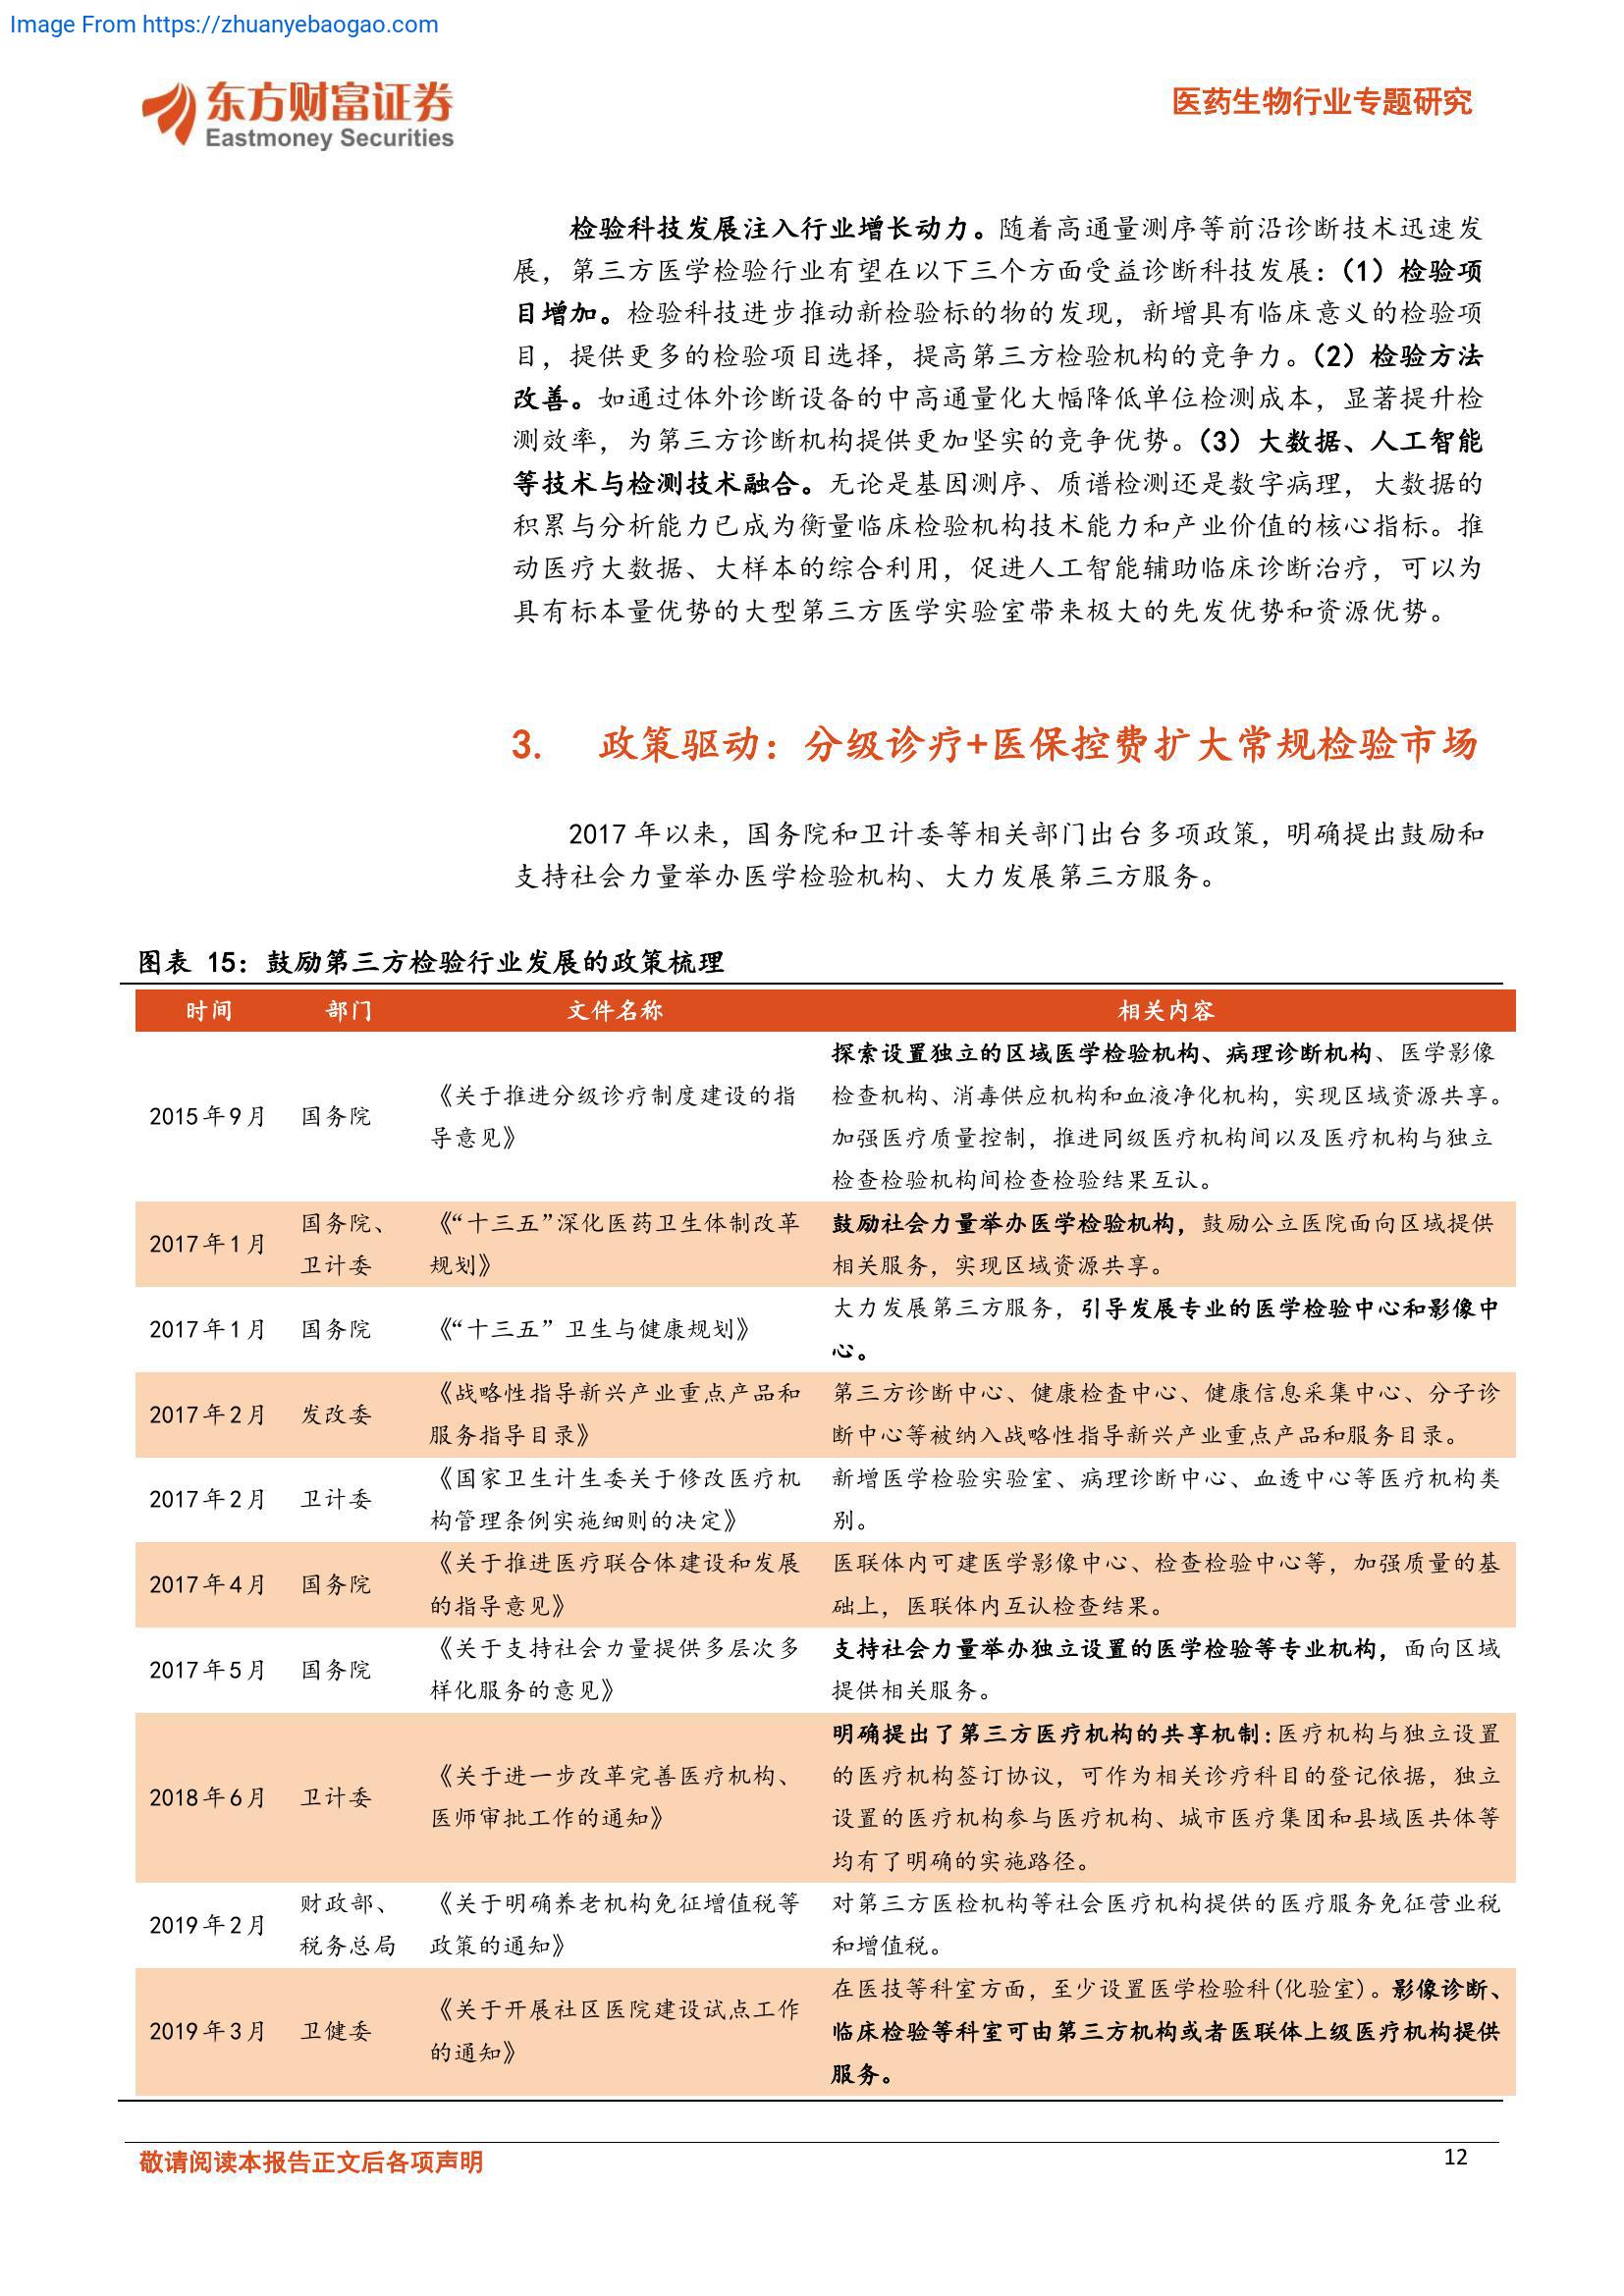 Image From https://zhuanyebaogao.com
东方财富证券
Eastmoney Securities
医药生物行业专题研究
检验科技发展注入行业增长动力。随着高通量测序等前沿诊断技术迅速发
展，第三方医学检验行业有望在以下三个方面受益诊断科技发展：（1）检验项
目增加。检验科技进步推动新检验标的物的发现，新增具有临床意义的检验项
目，提供更多的检验项目选择，提高第三方检验机构的竞争力。（2）检验方法
改善。如通过体外诊断设备的中高通量化大幅降低单位检测成本，显著提升检
测效率，为第三方诊断机构提供更加坚实的竞争优势。（3）大数据、人工智能
等技术与检测技术融合。无论是基因测序、质谱检测还是数字病理，大数据的
积累与分析能力已成为衡量临床检验机构技术能力和产业价值的核心指标。推
动医疗大数据、大样本的综合利用，促进人工智能辅助临床诊断治疗，可以为
具有标本量优势的大型第三方医学实验室带来极大的先发优势和资源优势。
3. 政策驱动：分级诊疗+医保控费扩大常规检验市场
2017 年以来，国务院和卫计委等相关部门出台多项政策，明确提出鼓励和
支持社会力量举办医学检验机构、大力发展第三方服务。
图表 15：鼓励第三方检验行业发展的政策梳理
时间 部门 文件名称 相关内容
2015 年 9 月
国务院
《关于推进分级诊疗制度建设的指
导意见》
探索设置独立的区域医学检验机构、病理诊断机构、医学影像
检查机构、消毒供应机构和血液净化机构，实现区域资源共享。
加强医疗质量控制，推进同级医疗机构间以及医疗机构与独立
检查检验机构间检查检验结果互认。
2017 年 1 月
国务院、
卫计委
《“十三五”深化医药卫生体制改革
规划》
鼓励社会力量举办医学检验机构，鼓励公立医院面向区域提供
相关服务，实现区域资源共享。
2017 年 1 月
国务院
《“十三五” 卫生与健康规划》
大力发展第三方服务，引导发展专业的医学检验中心和影像中
心。
2017 年 2 月
发改委
《战略性指导新兴产业重点产品和
服务指导目录》
第三方诊断中心、健康检查中心、健康信息采集中心、分子诊
断中心等被纳入战略性指导新兴产业重点产品和服务目录。
2017 年 2 月
卫计委
《国家卫生计生委关于修改医疗机
构管理条例实施细则的决定》
新增医学检验实验室、病理诊断中心、血透中心等医疗机构类
别。
2017 年 4 月
国务院
《关于推进医疗联合体建设和发展
的指导意见》
医联体内可建医学影像中心、检查检验中心等，加强质量的基
础上，医联体内互认检查结果。
2017 年 5 月
国务院
《关于支持社会力量提供多层次多
样化服务的意见》
支持社会力量举办独立设置的医学检验等专业机构，面向区域
提供相关服务。
2018 年 6 月
卫计委
《关于进一步改革完善医疗机构、
医师审批工作的通知》
明确提出了第三方医疗机构的共享机制：医疗机构与独立设置
的医疗机构签订协议，可作为相关诊疗科目的登记依据，独立
设置的医疗机构参与医疗机构、城市医疗集团和县域医共体等
均有了明确的实施路径。
2019 年 2 月
财政部、
税务总局
《关于明确养老机构免征增值税等
政策的通知》
对第三方医检机构等社会医疗机构提供的医疗服务免征营业税
和增值税。
2019 年 3 月
卫健委
《关于开展社区医院建设试点工作
的通知》
在医技等科室方面，至少设置医学检验科(化验室)。影像诊断、
临床检验等科室可由第三方机构或者医联体上级医疗机构提供
服务。
敬请阅读本报告正文后各项声明
12